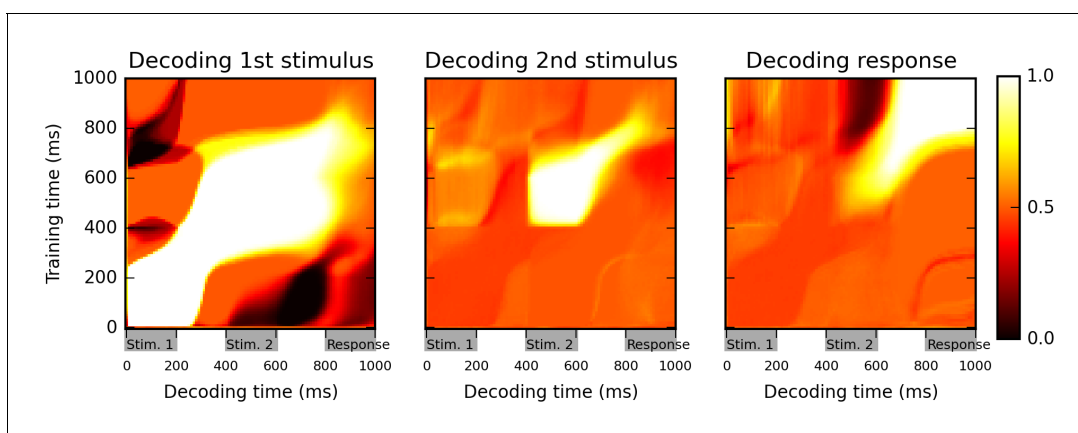 Decoding 1st stimulus Decoding 2nd stimulus Decoding response
Training time (ms)
1000
800
600
400
200
0
1.0
0.5
0.0
Stim. 1 Stim. 2 Response Stim. 1 Stim. 2 Response Stim. 1 Stim. 2 Response
0 200 400 600 800 1000 0 200 400 600 800 1000 0 200 400 600 800 1000
Decoding time (ms) Decoding time (ms) Decoding time (ms)